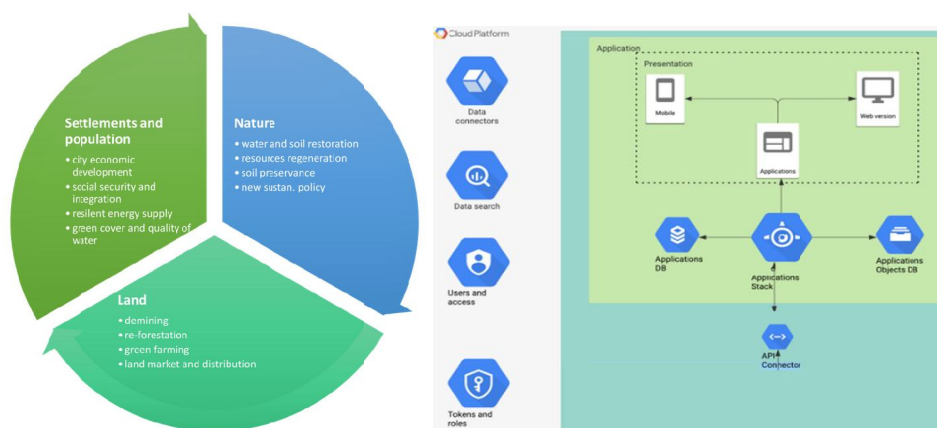 Settlements and
population
• city economic
development
• social security and
integration
• resilent energy supply
• green cover and quality of
water
Nature
• water and soil restoration
• resources regeneration
• soil preservance
• new sustan. policy
Land
• demining
• re-forestation
• green farming
• land market and distribution
Cloud Platform
Data
connectors
Data search
Users and
access
Tokens and
roles
Application
Presentation
Mobile
Web version
Applications
Applications
DB
Applications
Stack
Applications
Objects DB
API
Connector